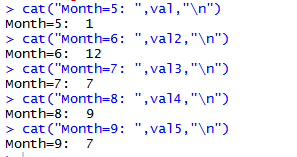 > cat("Month=5: ",val,"\n")
Month=5:  1
> cat("Month=6: ",val2,"\n")
Month=6:  12
> cat("Month=7: ",val3,"\n")
Month=7:  7
> cat("Month=8: ",val4,"\n")
Month=8:  9
> cat("Month=9: ",val5,"\n")
Month=9:  7